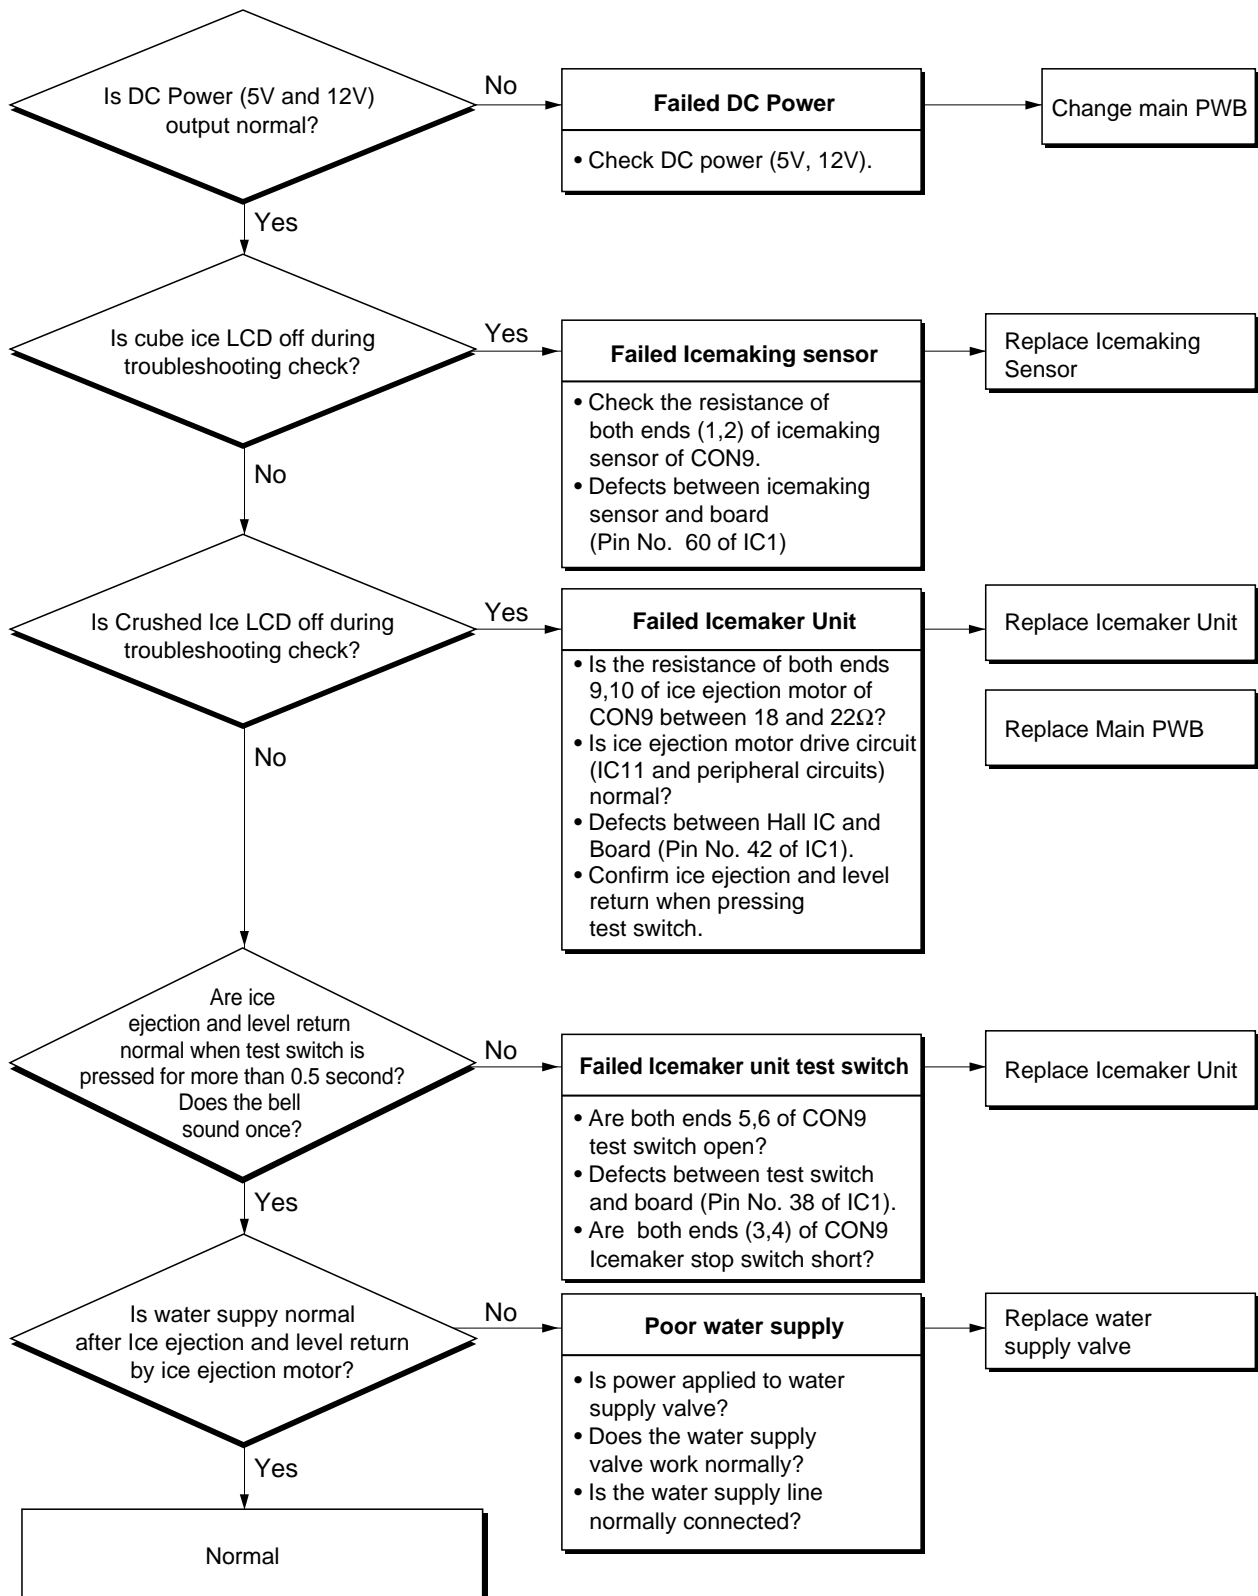 Is DC Power (5V and 12V)
output normal?
No
Failed DC Power
• Check DC power (5V, 12V).
Change main PWB
Yes
Is cube ice LCD off during
troubleshooting check?
Yes
Failed Icemaking sensor
• Check the resistance of
both ends (1,2) of icemaking
sensor of CON9.
• Defects between icemaking
sensor and board
(Pin No. 60 of IC1)
Replace Icemaking
Sensor
No
Is Crushed Ice LCD off during
troubleshooting check?
Yes
Failed Icemaker Unit
• Is the resistance of both ends
9,10 of ice ejection motor of
CON9 between 18 and 22Ω?
• Is ice ejection motor drive circuit
(IC11 and peripheral circuits)
normal?
• Defects between Hall IC and
Board (Pin No. 42 of IC1).
• Confirm ice ejection and level
return when pressing
test switch.
Replace Icemaker Unit
Replace Main PWB
No
Are ice
ejection and level return
normal when test switch is
pressed for more than 0.5 second?
Does the bell
sound once?
No
Failed Icemaker unit test switch
• Are both ends 5,6 of CON9
test switch open?
• Defects between test switch
and board (Pin No. 38 of IC1).
• Are both ends (3,4) of CON9
Icemaker stop switch short?
Replace Icemaker Unit
Yes
Is water suppy normal
after Ice ejection and level return
by ice ejection motor?
No
Poor water supply
• Is power applied to water
supply valve?
• Does the water supply
valve work normally?
• Is the water supply line
normally connected?
Replace water
supply valve
Yes
Normal